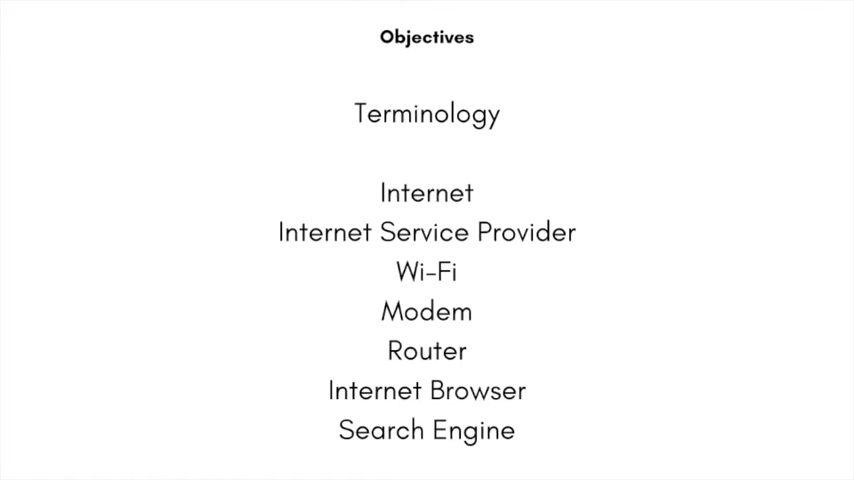 Objectives
Terminology
Internet
Internet Service Provider
Wi-Fi
Modem
Router
Internet Browser
Search Engine